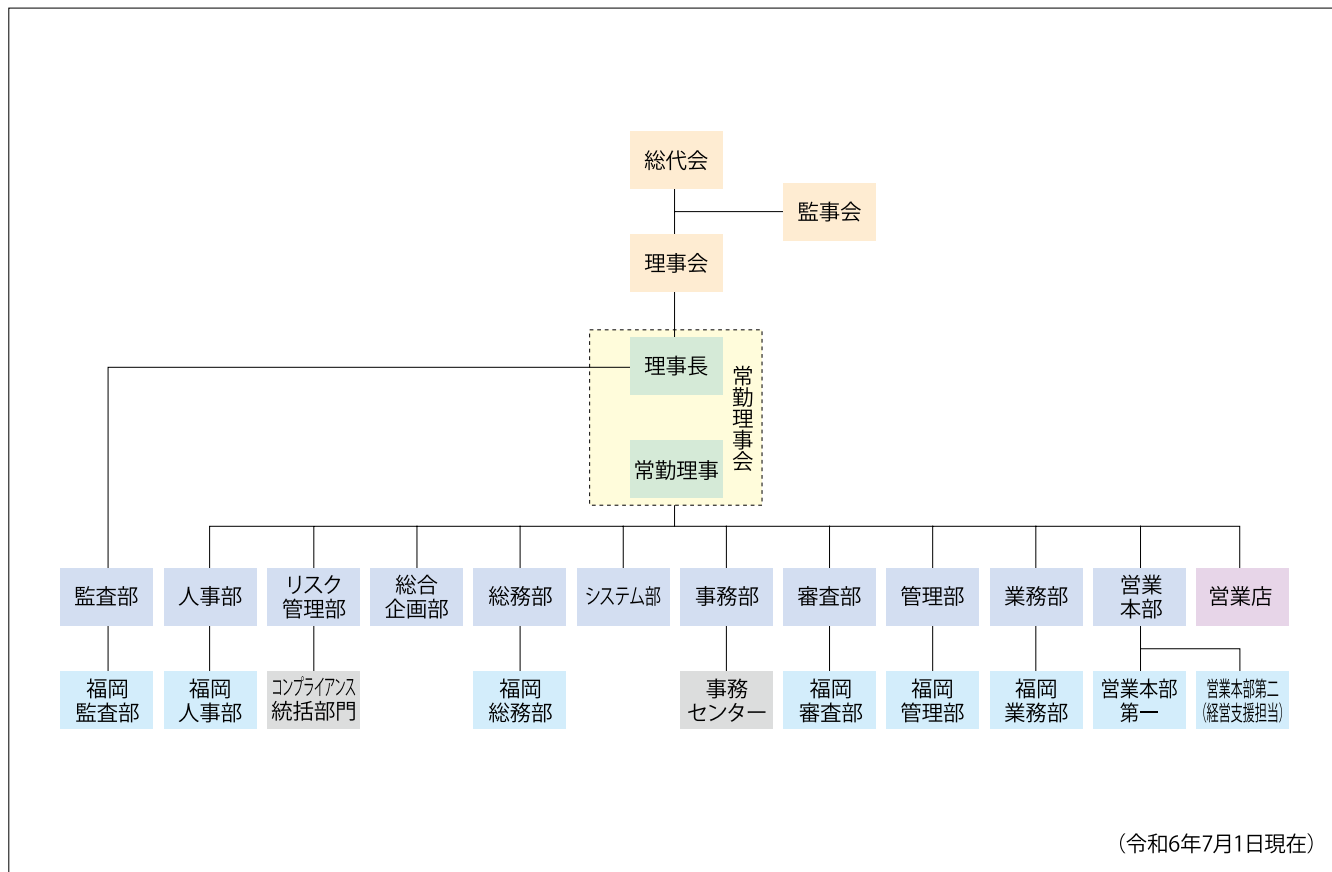 総代会
監事会
理事会
理事長
常勤理事会
常勤理事
監査部
人事部
リスク
管理部
総合
企画部
総務部
システム部
事務部
審査部
管理部
業務部
営業
本部
営業店
福岡
監査部
福岡
人事部
コンプライアンス
統括部門
福岡
総務部
事務
センター
福岡
審査部
福岡
管理部
福岡
業務部
営業本部
第一
営業本部第二
(経営支援担当)
(令和6年7月1日現在)